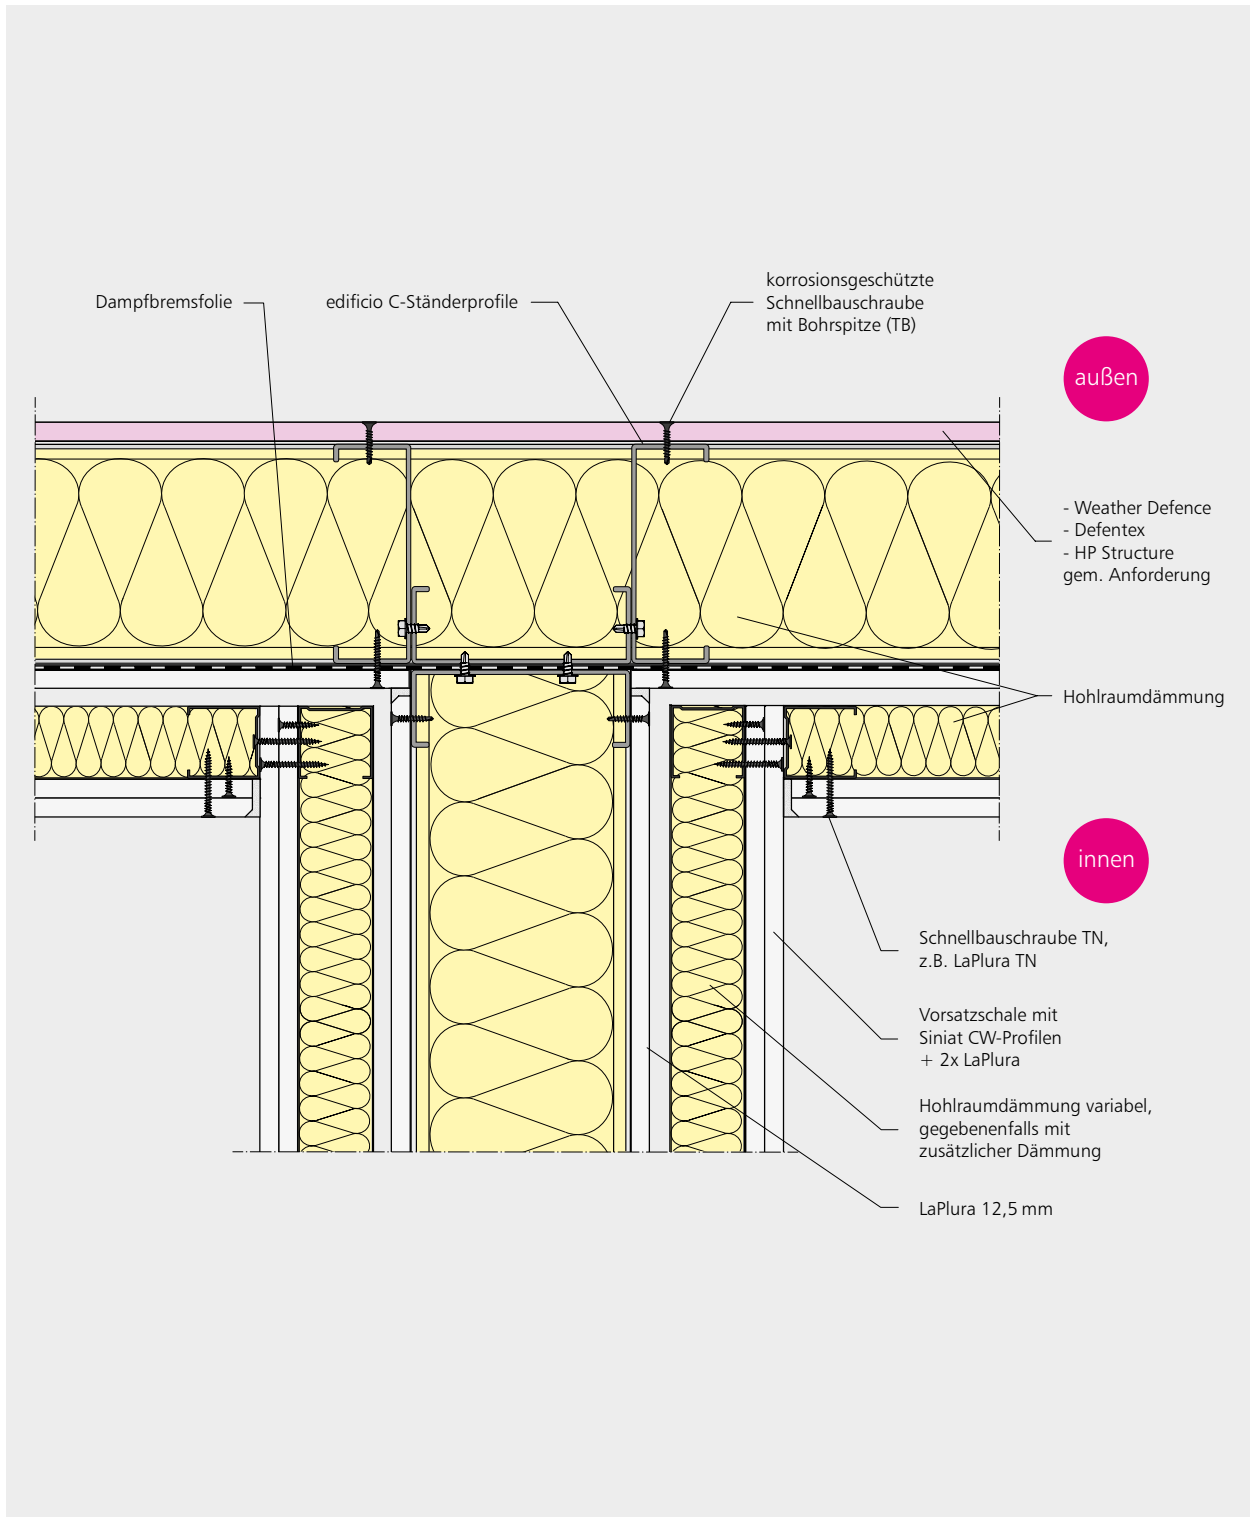 Dampfbremsfolie
edificio C-Ständerprofile
korrosionsgeschützte
Schnellbauschraube
mit Bohrspitze (TB)
außen
- Weather Defence
- Defentex
- HP Structure
gem. Anforderung
Hohlraumdämmung
innen
Schnellbauschraube TN,
z.B. LaPlura TN
Vorsatzschale mit
Siniat CW-Profilen
+ 2x LaPlura
Hohlraumdämmung variabel,
gegebenenfalls mit
zusätzlicher Dämmung
LaPlura 12,5 mm